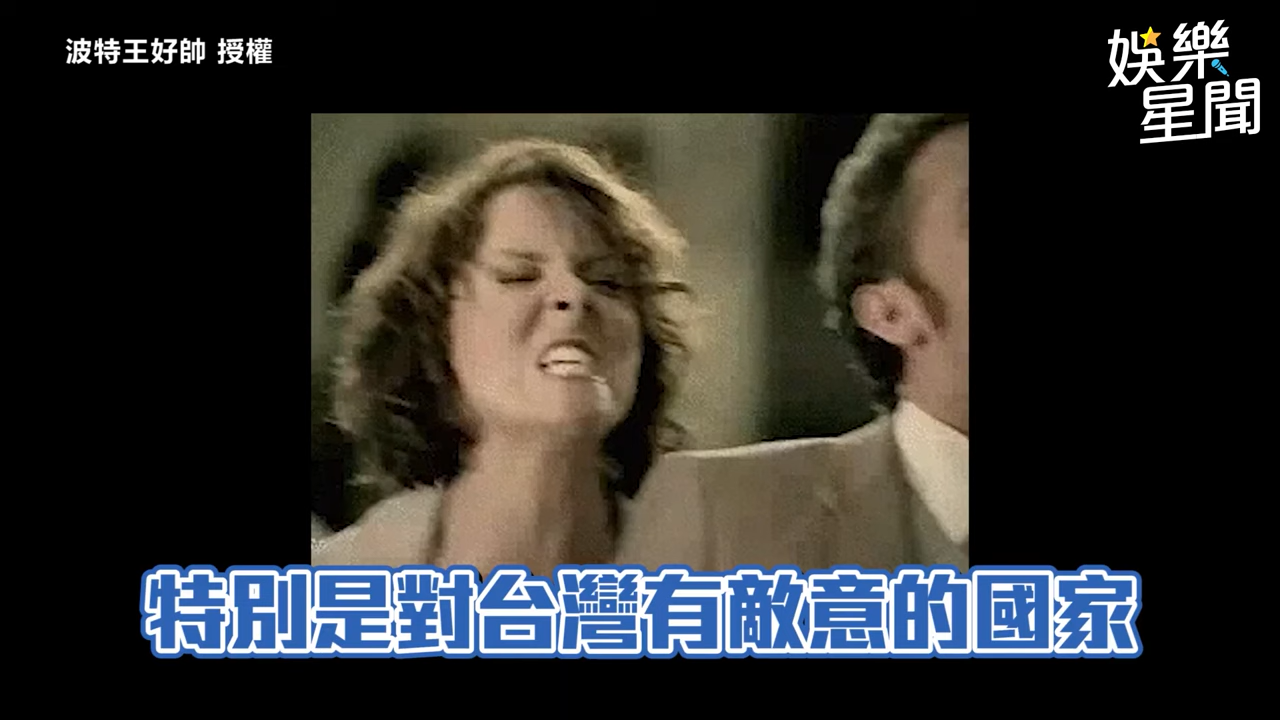 波特王好帥 授權
娛樂
星聞
特別是對台灣有敵意的國家